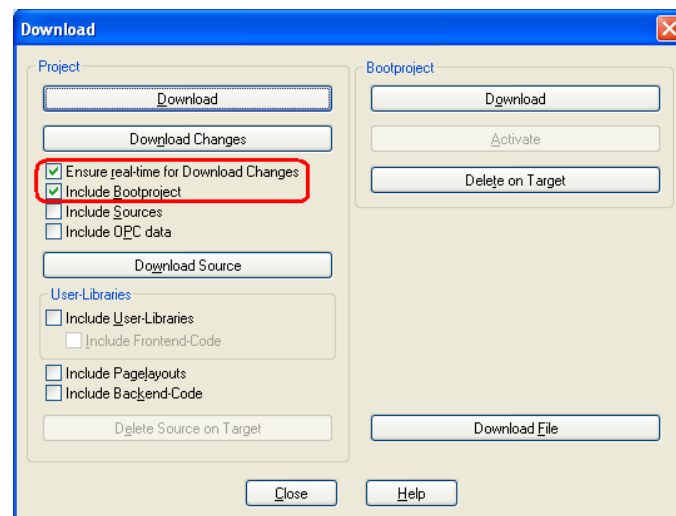 Download
Project
Download
Download Changes
Ensure real-time for Download Changes
Include Bootproject
Include Sources
Include OPC data
Download Source
User-Libraries
Include User-Libraries
Include Frontend-Code
Include Pagelayouts
Include Backend-Code
Delete Source on Target
Bootproject
Download
Activate
Delete on Target
Download File
Close
Help